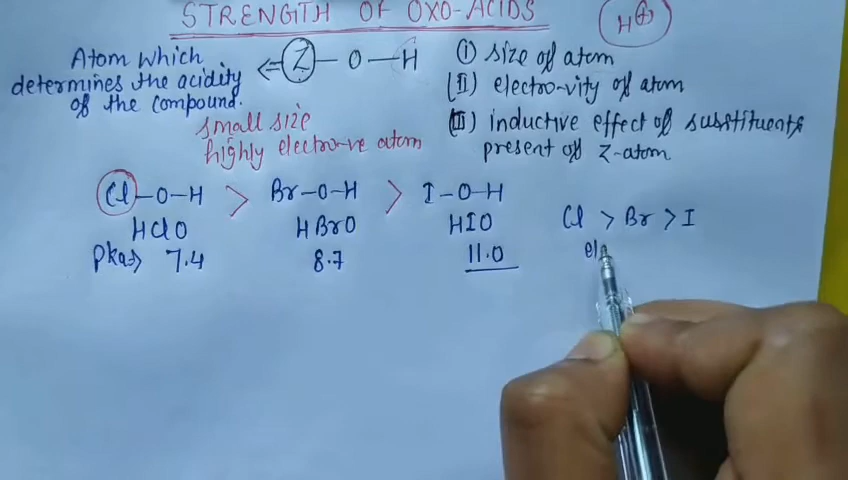 STRENGTH OF OXO-ACIDS
H(+)
Atom which
determines the acidity
of the compound.
⇐ Z — O — H
small size
highly electro-ve atom
(I) size of atom
(II) electro-vity of atom
(III) inductive effect of substituents
present of Z-atom
Cl-O-H > Br-O-H > I-O-H
HClO HBrO HIO
Pka⇒ 7.4 8.7 11.0
Cl > Br > I
el